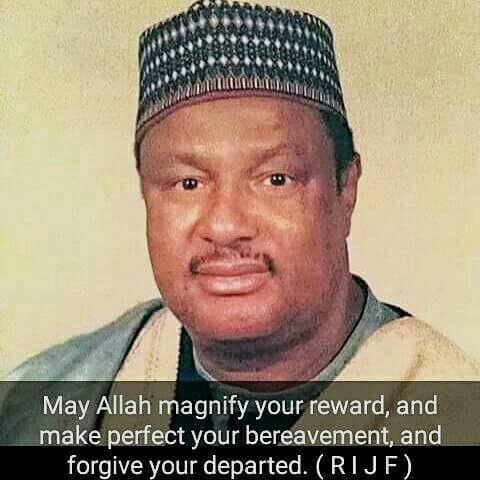 May Allah magnify your reward, and
make perfect your bereavement, and
forgive your departed. ( R I J F )